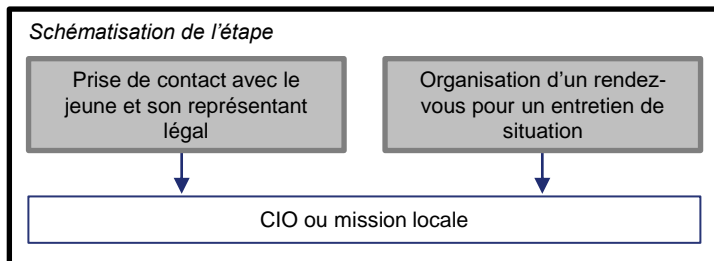 Schématisation de l'étape
Prise de contact avec le
jeune et son représentant
légal
Organisation d'un rendez-
vous pour un entretien de
situation
CIO ou mission locale